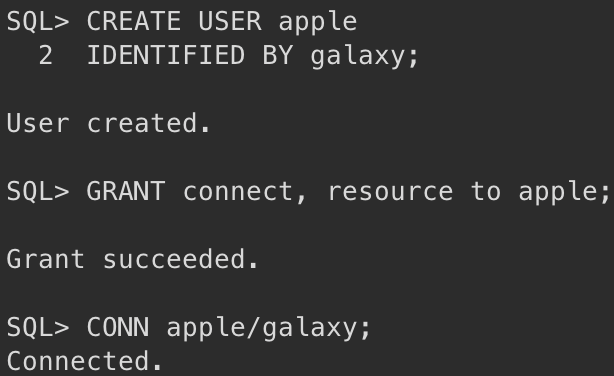 SQL> CREATE USER apple
  2  IDENTIFIED BY galaxy;
User created.
SQL> GRANT connect, resource to apple;
Grant succeeded.
SQL> CONN apple/galaxy;
Connected.